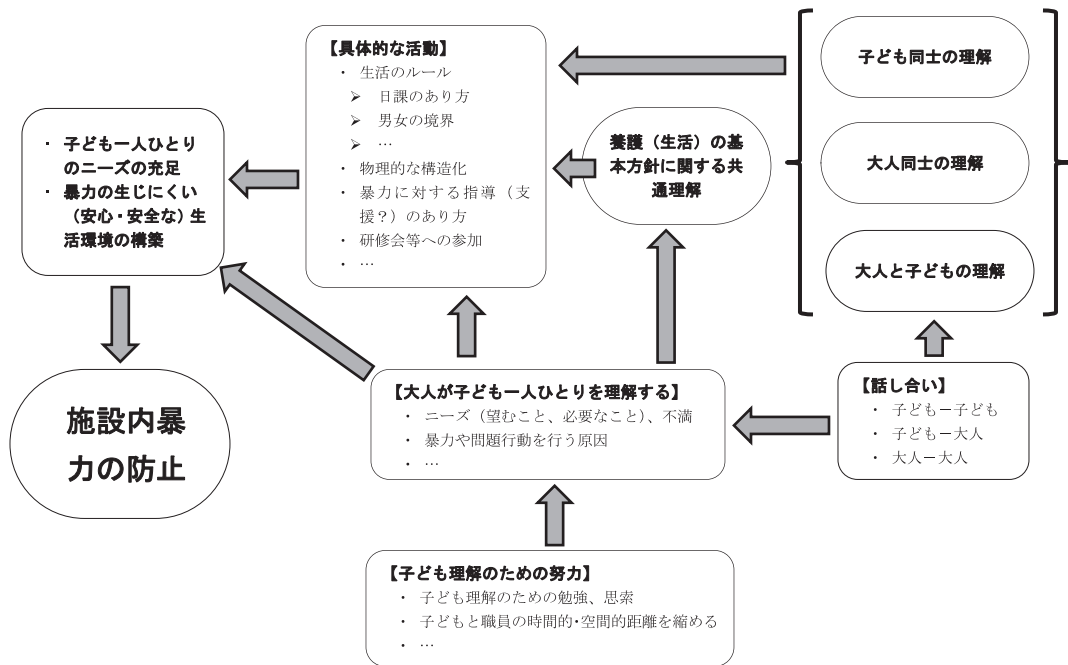 【具体的な活動】
・ 生活のルール
➢ 日課のあり方
➢ 男女の境界
➢ …
・ 物理的な構造化
・ 暴力に対する指導（支
援？）のあり方
・ 研修会等への参加
・ …
子ども同士の理解
大人同士の理解
大人と子どもの理解
養護（生活）の基
本方針に関する共
通理解
・ 子ども一人ひとり
のニーズの充足
・ 暴力の生じにくい
（安心・安全な）生
活環境の構築
施設内暴
力の防止
【大人が子ども一人ひとりを理解する】
・ ニーズ（望むこと、必要なこと）、不満
・ 暴力や問題行動を行う原因
・ …
【話し合い】
・ 子どもー子ども
・ 子どもー大人
・ 大人ー大人
【子ども理解のための努力】
・ 子ども理解のための勉強、思索
・ 子どもと職員の時間的・空間的距離を縮める
・ …